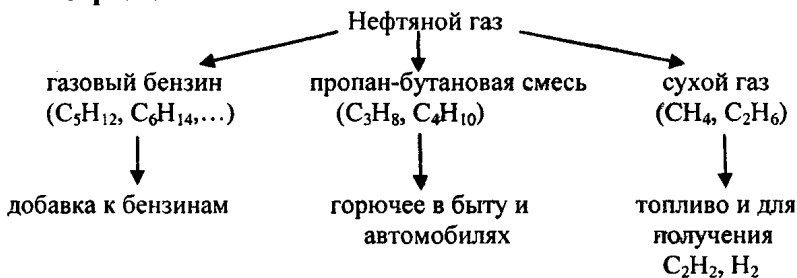 Нефтяной газ
газовый бензин
(C₅H₁₂, C₆H₁₄,...)
пропан-бутановая смесь
(C₃H₈, C₄H₁₀)
сухой газ
(CH₄, C₂H₆)
добавка к бензинам
горючее в быту и
автомобилях
топливо и для
получения
C₂H₂, H₂